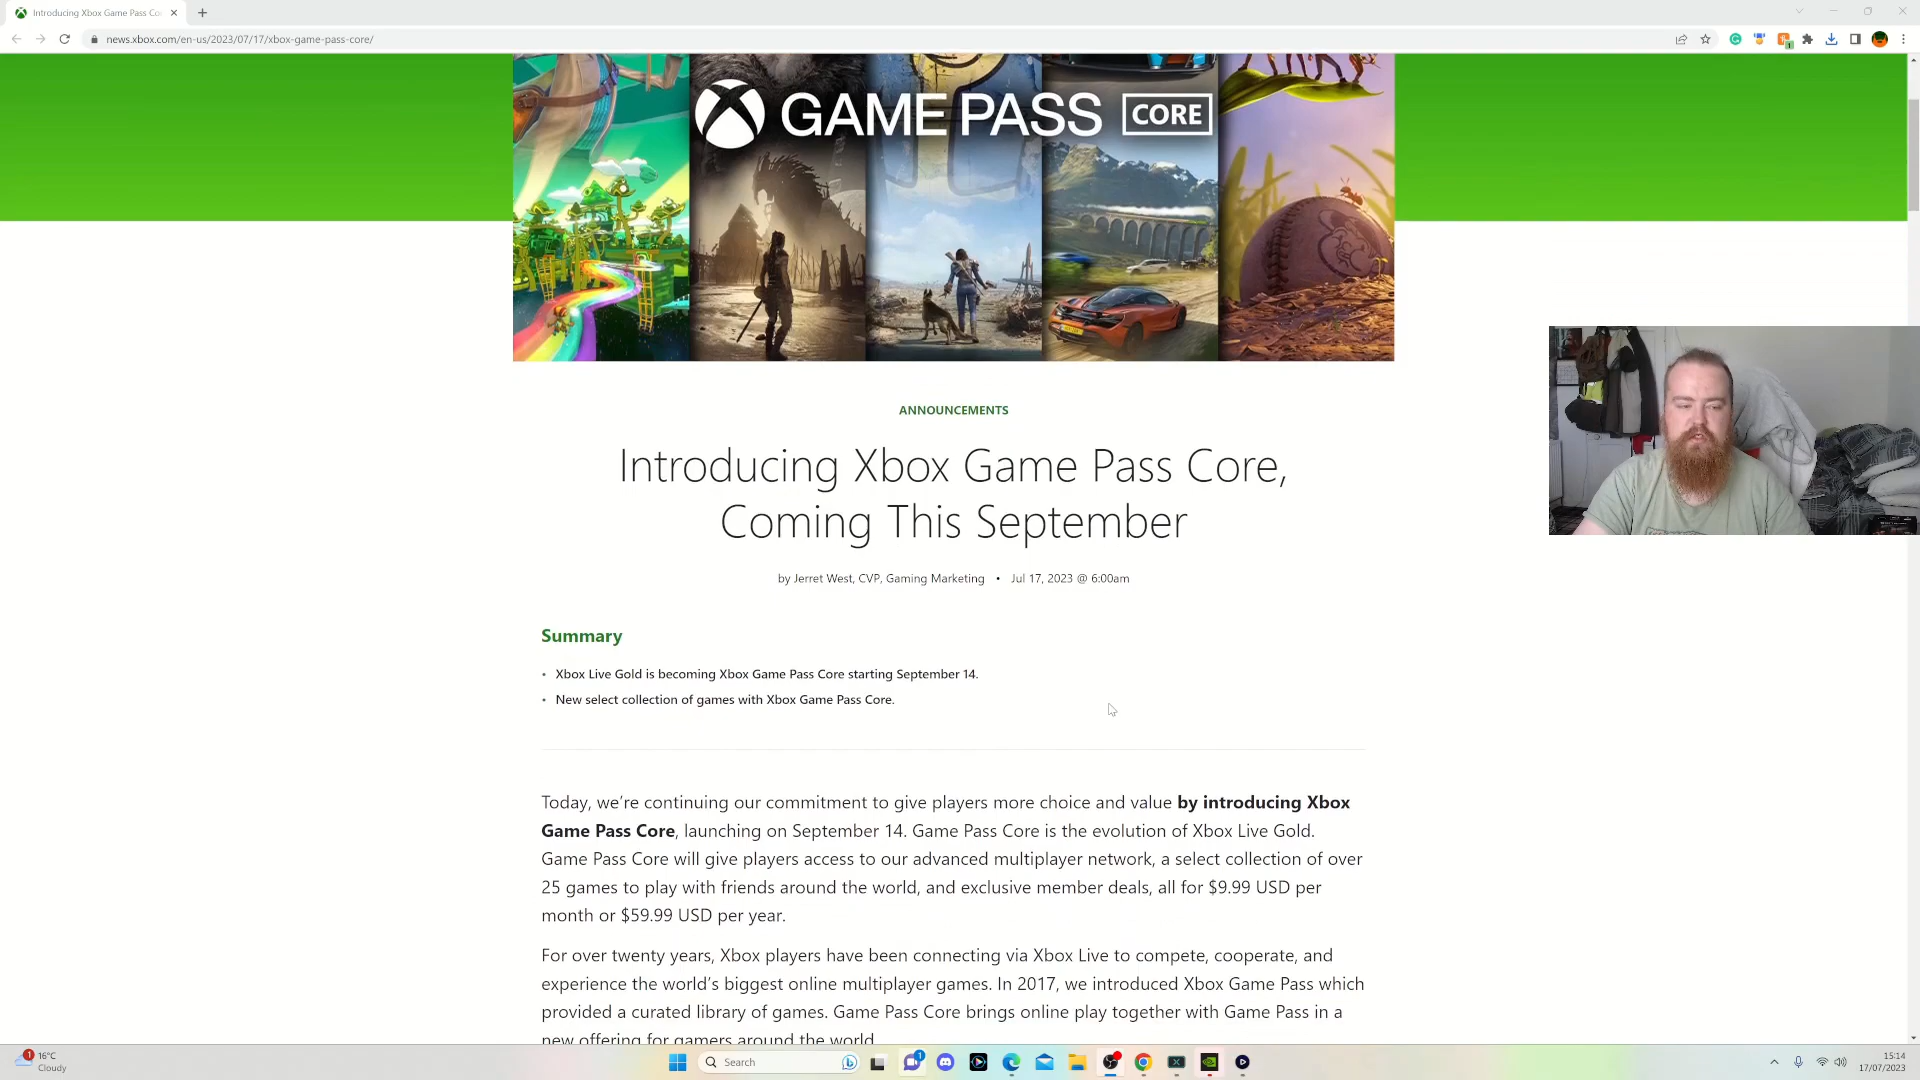 Introducing Xbox Game Pass Co
news.xbox.com/en-us/2023/07/17/xbox-game-pass-core/
GAME PASS CORE
ANNOUNCEMENTS
Introducing Xbox Game Pass Core,
Coming This September
by Jerret West, CVP, Gaming Marketing • Jul 17, 2023 @ 6:00am
Summary
• Xbox Live Gold is becoming Xbox Game Pass Core starting September 14.
• New select collection of games with Xbox Game Pass Core.
Today, we’re continuing our commitment to give players more choice and value by introducing Xbox
Game Pass Core, launching on September 14. Game Pass Core is the evolution of Xbox Live Gold.
Game Pass Core will give players access to our advanced multiplayer network, a select collection of over
25 games to play with friends around the world, and exclusive member deals, all for $9.99 USD per
month or $59.99 USD per year.
For over twenty years, Xbox players have been connecting via Xbox Live to compete, cooperate, and
experience the world’s biggest online multiplayer games. In 2017, we introduced Xbox Game Pass which
provided a curated library of games. Game Pass Core brings online play together with Game Pass in a
new offering for gamers around the world
1
16°C
Cloudy
Search
1
15:14
17/07/2023